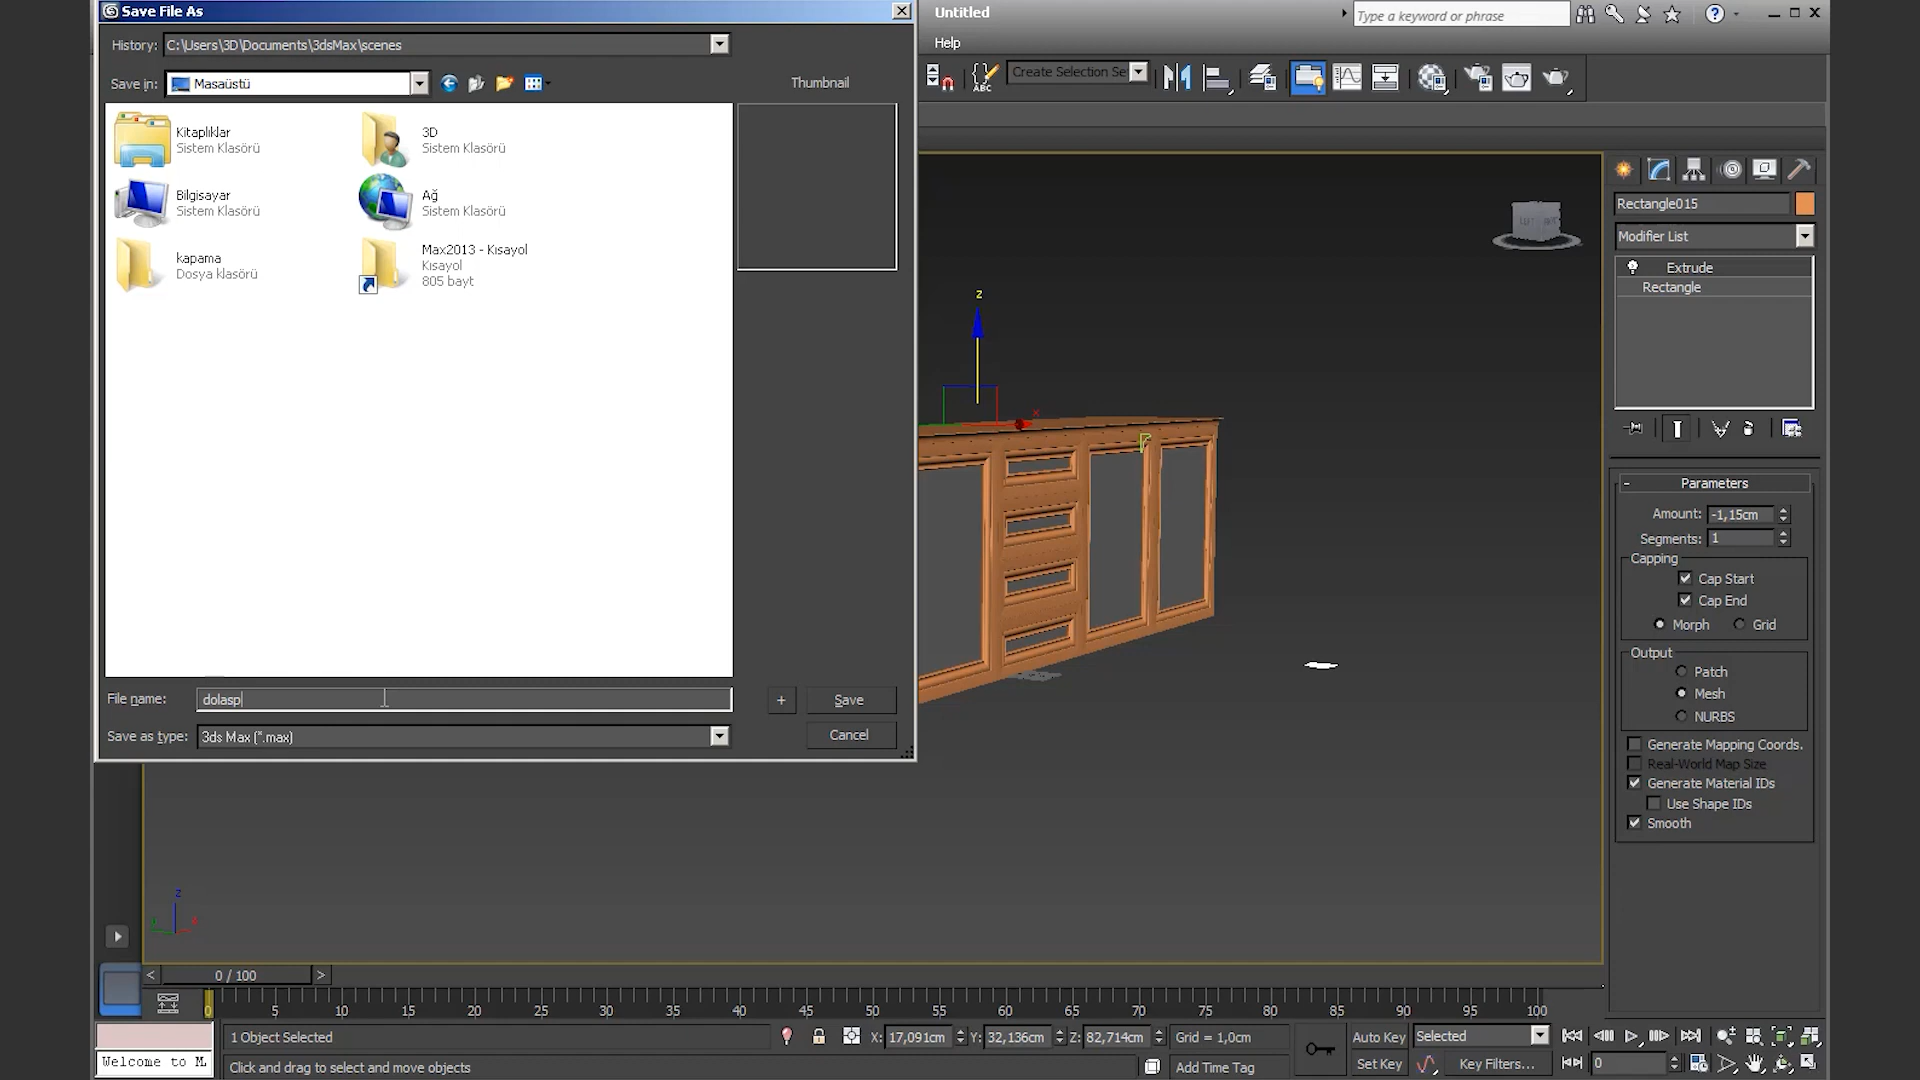 Save File As
Untitled
Type a keyword or phrase
History: C:\Users\3D\Documents\3dsMax\scenes
Help
Save in: Masaüstü
Thumbnail
ABC
Create Selection Se
Kitaplıklar
Sistem Klasörü
3D
Sistem Klasörü
Bilgisayar
Sistem Klasörü
Ağ
Sistem Klasörü
kapama
Dosya klasörü
Max2013 - Kısayol
Kısayol
805 bayt
File name: dolasp
+ Save
Save as type: 3ds Max (*.max)
Cancel
z
x
Rectangle015
Modifier List
Extrude
Rectangle
- Parameters
Amount: -1,15cm
Segments: 1
Capping
Cap Start
Cap End
Morph Grid
Output
Patch
Mesh
NURBS
Generate Mapping Coords.
Real-World Map Size
Generate Material IDs
Use Shape IDs
Smooth
z
< 0 / 100 >
0 5 10 15 20 25 30 35 40 45 50 55 60 65 70 75 80 85 90 95 100
1 Object Selected
X: 17,091cm Y: 32,136cm Z: 82,714cm Grid = 1,0cm
Auto Key Selected
Welcome to M
Click and drag to select and move objects
Add Time Tag
Set Key Key Filters... 0